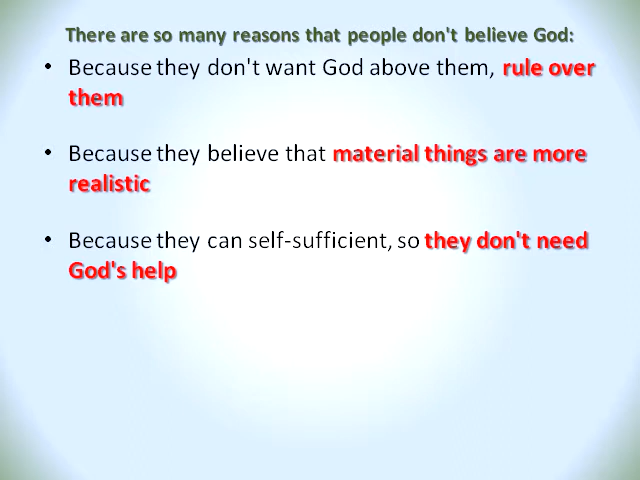 There are so many reasons that people don't believe God:
• Because they don't want God above them, rule over
them
• Because they believe that material things are more
realistic
• Because they can self-sufficient, so they don't need
God's help